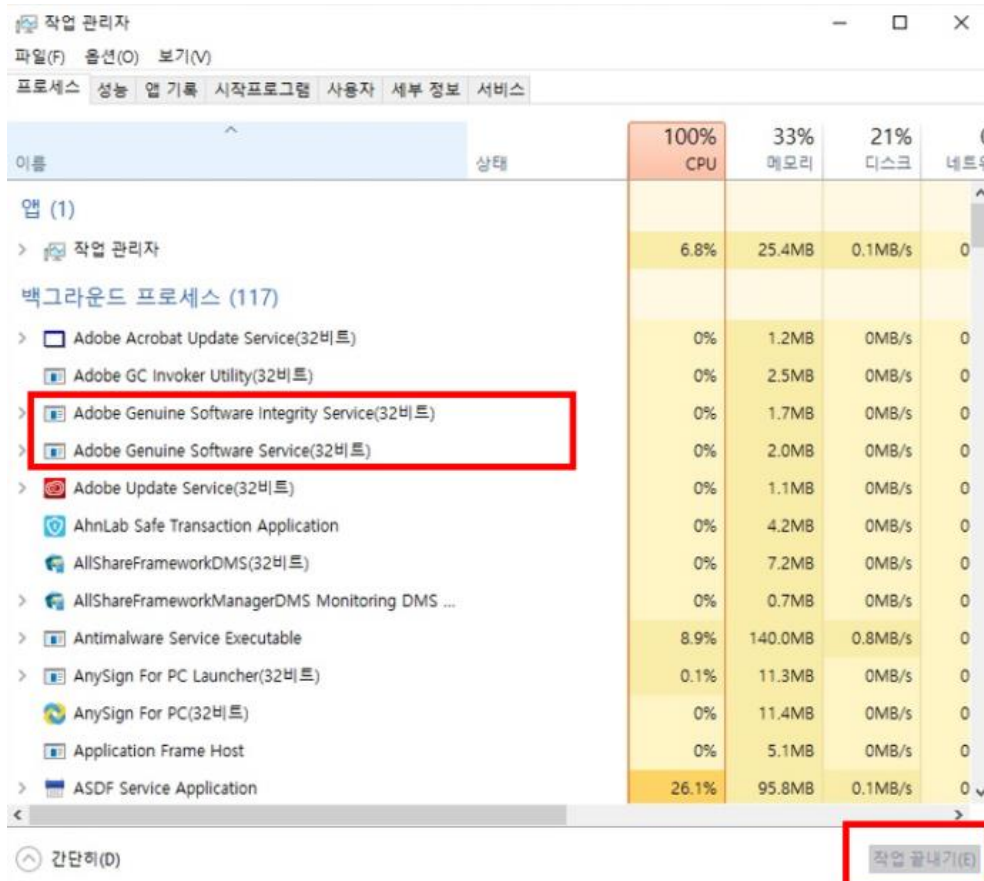 작업 관리자
파일(F) 옵션(O) 보기(V)
프로세스 성능 앱 기록 시작프로그램 사용자 세부 정보 서비스
100% 33% 21%
이름 상태 CPU 메모리 디스크
앱 (1)
작업 관리자 6.8% 25.4MB 0.1MB/s 0
백그라운드 프로세스 (117)
Adobe Acrobat Update Service(32비트) 0% 1.2MB 0MB/s 0
Adobe GC Invoker Utility(32비트) 0% 2.5MB 0MB/s 0
Adobe Genuine Software Integrity Service(32비트) 0% 1.7MB 0MB/s 0
Adobe Genuine Software Service(32비트) 0% 2.0MB 0MB/s 0
Adobe Update Service(32비트) 0% 1.1MB 0MB/s 0
AhnLab Safe Transaction Application 0% 4.2MB 0MB/s 0
AllShareFrameworkDMS(32비트) 0% 7.2MB 0MB/s 0
AllShareFrameworkManagerDMS Monitoring DMS ... 0% 0.7MB 0MB/s 0
Antimalware Service Executable 8.9% 140.0MB 0.8MB/s 0
AnySign For PC Launcher(32비트) 0.1% 11.3MB 0MB/s 0
AnySign For PC(32비트) 0% 11.4MB 0MB/s 0
Application Frame Host 0% 5.1MB 0MB/s 0
ASDF Service Application 26.1% 95.8MB 0.1MB/s 0
간단히(D) 작업 끝내기(E)